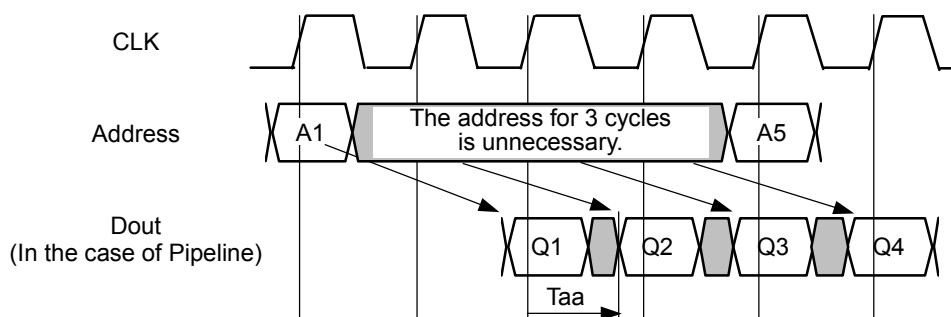 CLK
Address
A1
The address for 3 cycles
is unnecessary.
A5
Dout
(In the case of Pipeline)
Q1
Q2
Q3
Q4
Taa